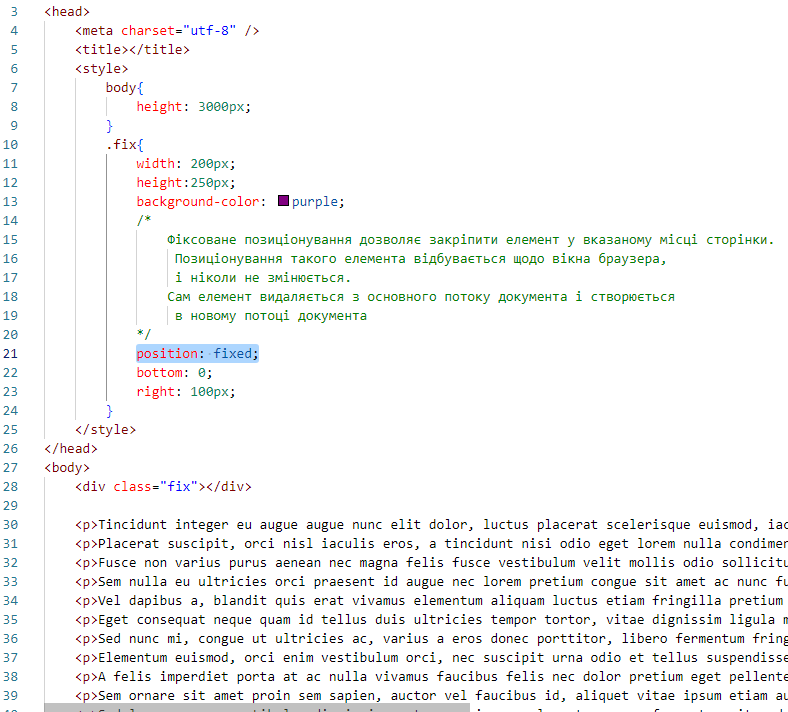 3 <head>
4 <meta charset="utf-8" />
5 <title></title>
6 <style>
7 body{
8 height: 3000px;
9 }
10 .fix{
11 width: 200px;
12 height:250px;
13 background-color: purple;
14 /*
15 Фіксоване позиціонування дозволяє закріпити елемент у вказаному місці сторінки.
16 Позиціонування такого елемента відбувається щодо вікна браузера,
17 і ніколи не змінюється.
18 Сам елемент видаляється з основного потоку документа і створюється
19 в новому потоці документа
20 */
21 position: fixed;
22 bottom: 0;
23 right: 100px;
24 }
25 </style>
26 </head>
27 <body>
28 <div class="fix"></div>
29
30 <p>Tincidunt integer eu augue augue nunc elit dolor, luctus placerat scelerisque euismod, iac
31 <p>Placerat suscipit, orci nisl iaculis eros, a tincidunt nisi odio eget lorem nulla condimen
32 <p>Fusce non varius purus aenean nec magna felis fusce vestibulum velit mollis odio sollicitu
33 <p>Sem nulla eu ultricies orci praesent id augue nec lorem pretium congue sit amet ac nunc fu
34 <p>Vel dapibus a, blandit quis erat vivamus elementum aliquam luctus etiam fringilla pretium
35 <p>Eget consequat neque quam id tellus duis ultricies tempor tortor, vitae dignissim ligula m
36 <p>Sed nunc mi, congue ut ultricies ac, varius a eros donec porttitor, libero fermentum fring
37 <p>Elementum euismod, orci enim vestibulum orci, nec suscipit urna odio et tellus suspendisse
38 <p>A felis imperdiet porta at ac nulla vivamus faucibus felis nec dolor pretium eget pellente
39 <p>Sem ornare sit amet proin sem sapien, auctor vel faucibus id, aliquet vitae ipsum etiam au